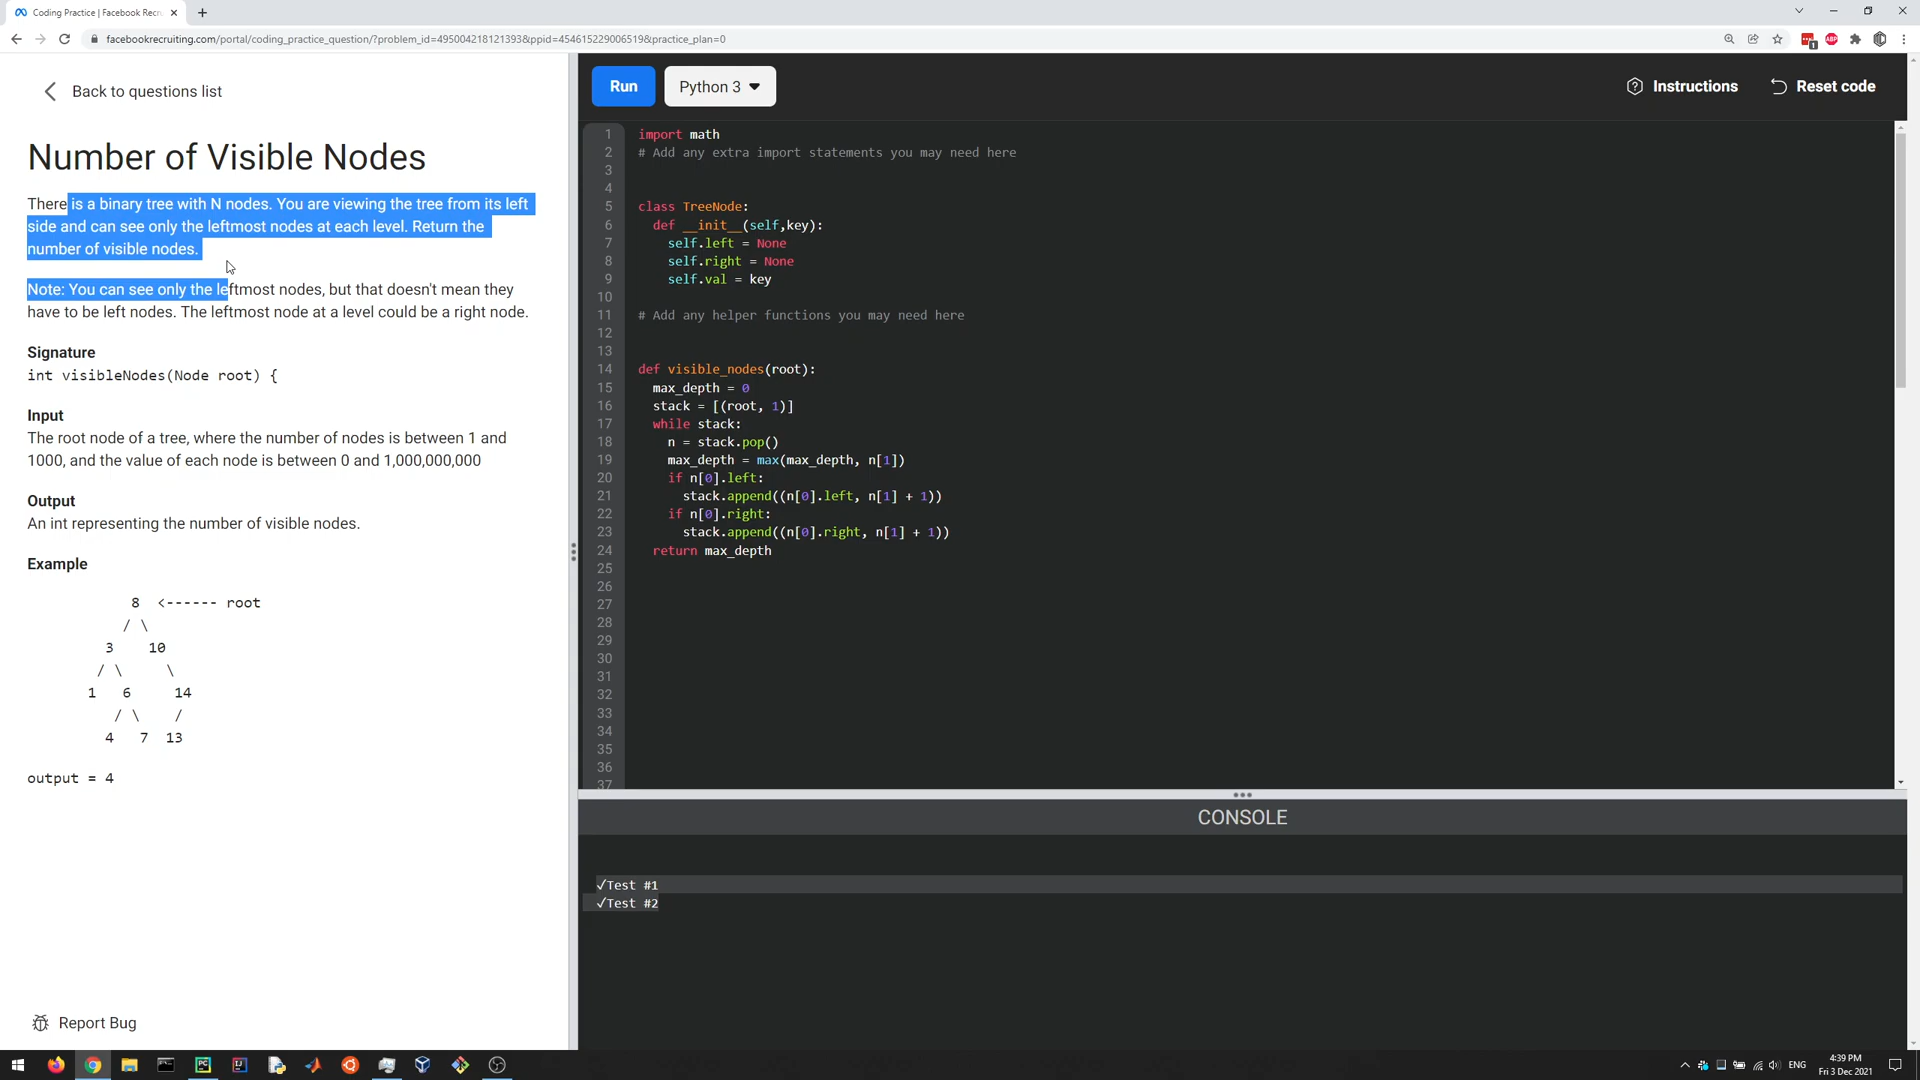 Coding Practice | Facebook Recru
facebookrecruiting.com/portal/coding_practice_question/?problem_id=495004218121393&ppid=454615229006519&practice_plan=0
1
ABP
Back to questions list
Number of Visible Nodes
There is a binary tree with N nodes. You are viewing the tree from its left
side and can see only the leftmost nodes at each level. Return the
number of visible nodes.
Note: You can see only the leftmost nodes, but that doesn't mean they
have to be left nodes. The leftmost node at a level could be a right node.
Signature
int visibleNodes(Node root) {
Input
The root node of a tree, where the number of nodes is between 1 and
1000, and the value of each node is between 0 and 1,000,000,000
Output
An int representing the number of visible nodes.
Example
8 <------ root
/ \
3 10
/ \ \
1 6 14
/ \ /
4 7 13
output = 4
Report Bug
Run
Python 3
Instructions
Reset code
1 import math
2 # Add any extra import statements you may need here
3
4
5 class TreeNode:
6 def __init__(self,key):
7 self.left = None
8 self.right = None
9 self.val = key
10
11 # Add any helper functions you may need here
12
13
14 def visible_nodes(root):
15 max_depth = 0
16 stack = [(root, 1)]
17 while stack:
18 n = stack.pop()
19 max_depth = max(max_depth, n[1])
20 if n[0].left:
21 stack.append((n[0].left, n[1] + 1))
22 if n[0].right:
23 stack.append((n[0].right, n[1] + 1))
24 return max_depth
25
26
27
28
29
30
31
32
33
34
35
36
37
CONSOLE
✓Test #1
✓Test #2
PC
IJ
ENG
4:39 PM
Fri 3 Dec 2021